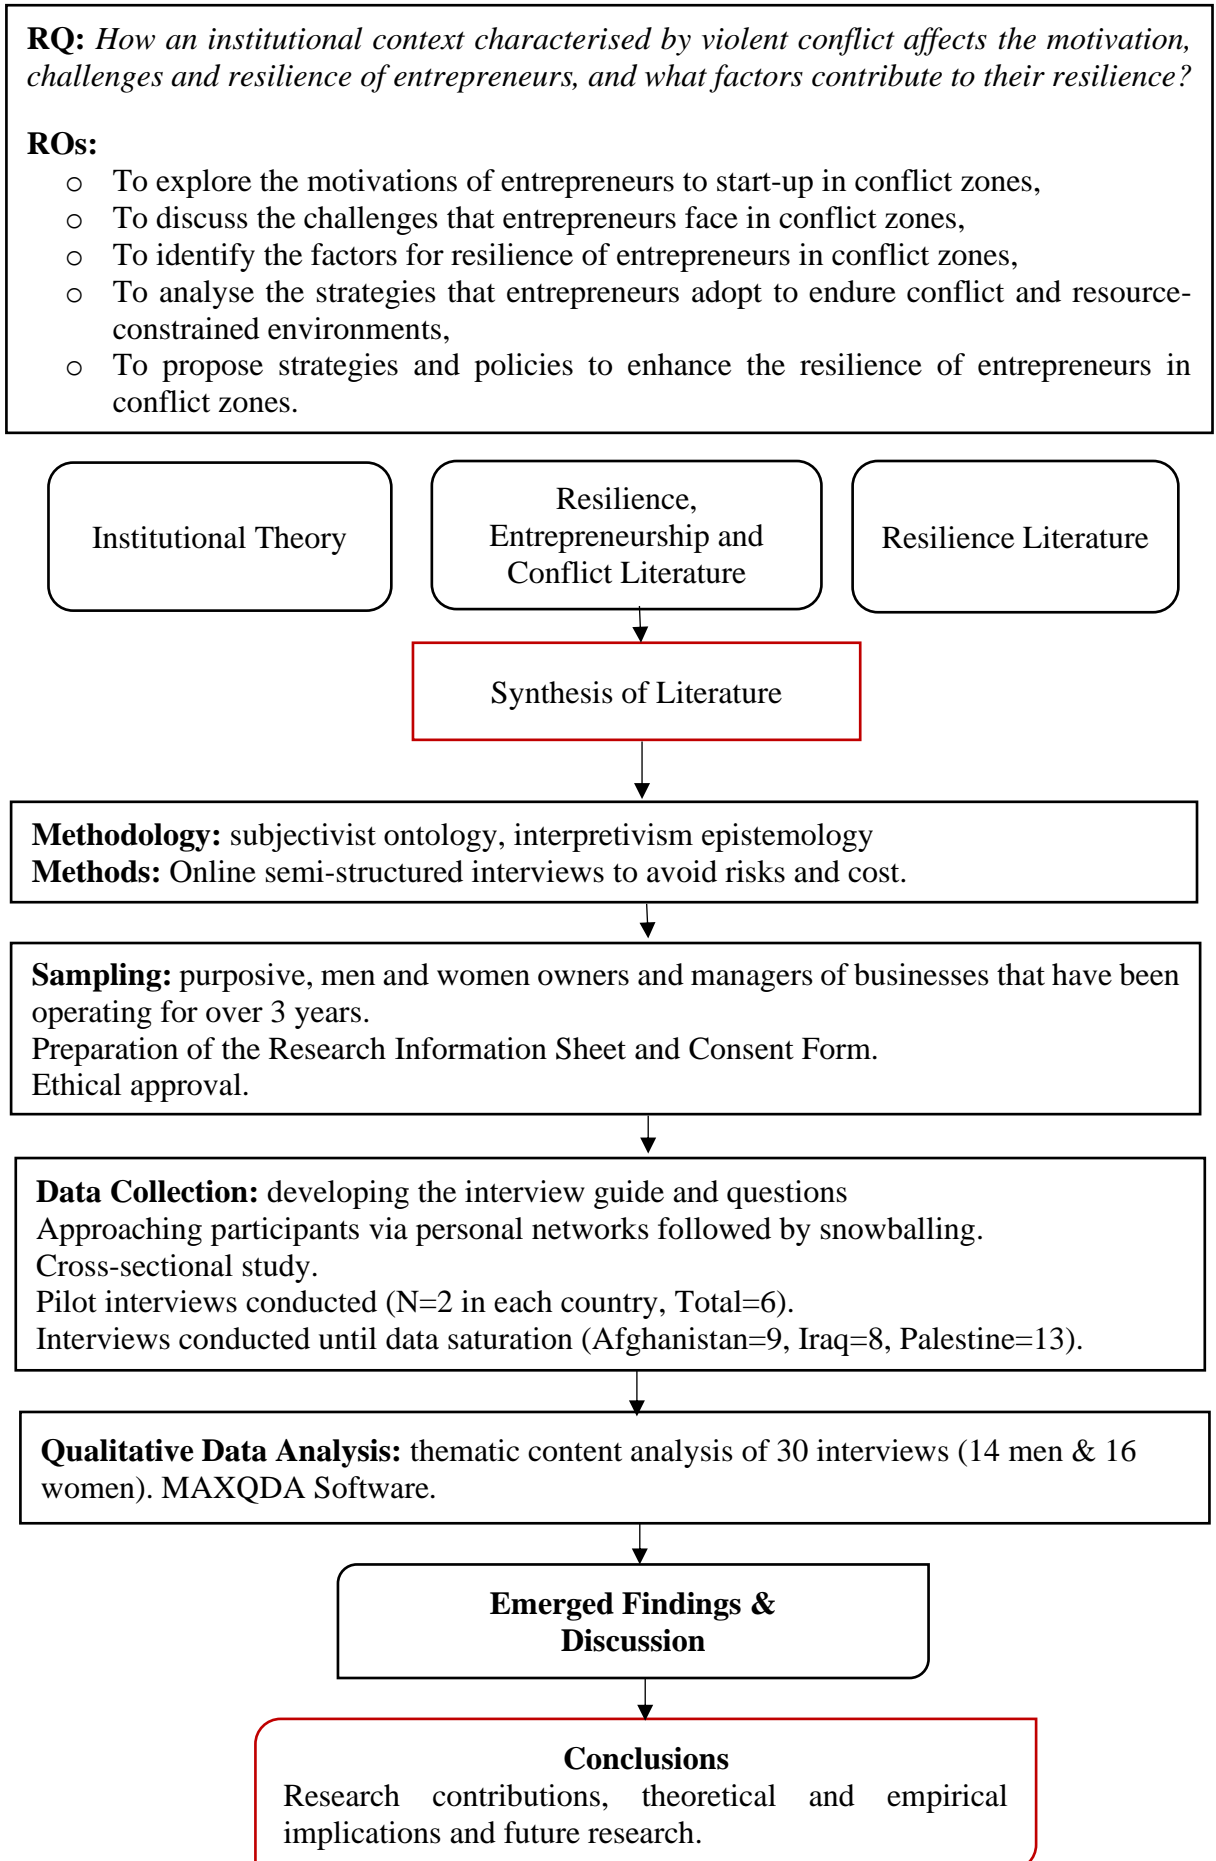 RQ: How an institutional context characterised by violent conflict affects the motivation,
challenges and resilience of entrepreneurs, and what factors contribute to their resilience?
ROs:
o To explore the motivations of entrepreneurs to start-up in conflict zones,
o To discuss the challenges that entrepreneurs face in conflict zones,
o To identify the factors for resilience of entrepreneurs in conflict zones,
o To analyse the strategies that entrepreneurs adopt to endure conflict and resource-
constrained environments,
o To propose strategies and policies to enhance the resilience of entrepreneurs in
conflict zones.
Institutional Theory
Resilience,
Entrepreneurship and
Conflict Literature
Resilience Literature
Synthesis of Literature
Methodology: subjectivist ontology, interpretivism epistemology
Methods: Online semi-structured interviews to avoid risks and cost.
Sampling: purposive, men and women owners and managers of businesses that have been
operating for over 3 years.
Preparation of the Research Information Sheet and Consent Form.
Ethical approval.
Data Collection: developing the interview guide and questions
Approaching participants via personal networks followed by snowballing.
Cross-sectional study.
Pilot interviews conducted (N=2 in each country, Total=6).
Interviews conducted until data saturation (Afghanistan=9, Iraq=8, Palestine=13).
Qualitative Data Analysis: thematic content analysis of 30 interviews (14 men & 16
women). MAXQDA Software.
Emerged Findings &
Discussion
Conclusions
Research contributions, theoretical and empirical
implications and future research.